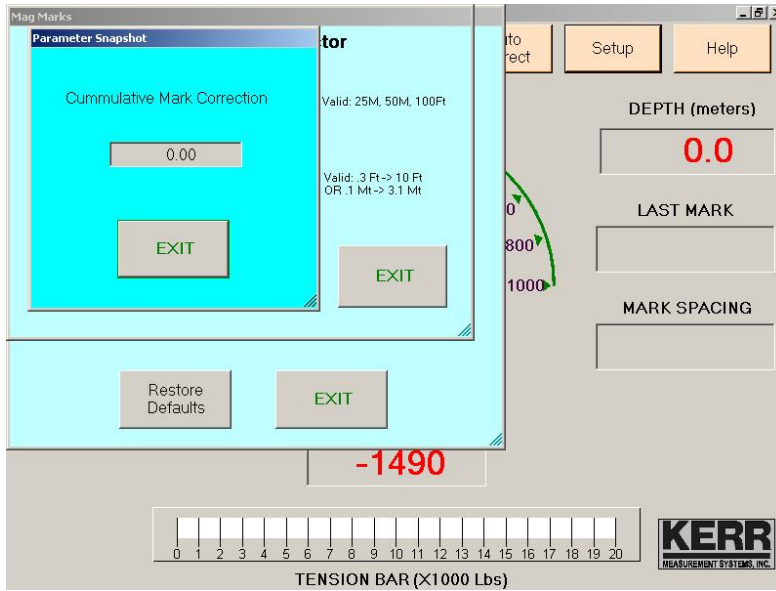 Mag Marks
Parameter Snapshot
Cummulative Mark Correction
0.00
EXIT
tor
Valid: 25M, 50M, 100Ft
Valid: .3 Ft -> 10 Ft
OR .1 Mt -> 3.1 Mt
EXIT
Restore
Defaults
EXIT
ito
rect
Setup
Help
DEPTH (meters)
0.0
LAST MARK
MARK SPACING
0
800
1000
-1490
0 1 2 3 4 5 6 7 8 9 10 11 12 13 14 15 16 17 18 19 20
TENSION BAR (X1000 Lbs)
KERR
MEASUREMENT SYSTEMS, INC.